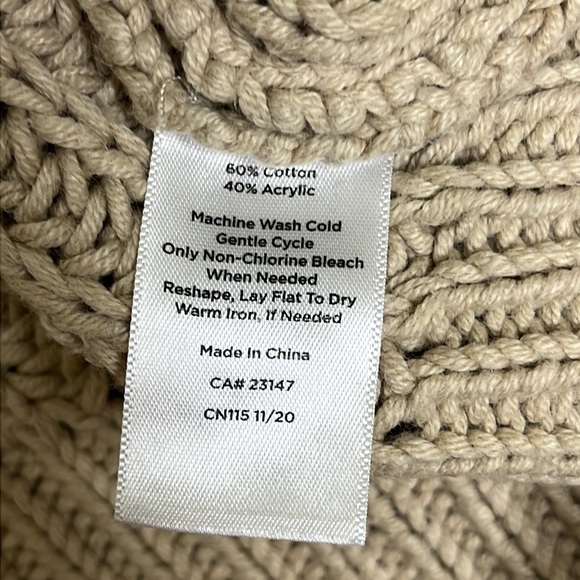 60% Cotton
40% Acrylic
Machine Wash Cold
Gentle Cycle
Only Non-Chlorine Bleach
When Needed
Reshape, Lay Flat To Dry
Warm Iron, If Needed
Made In China
CA# 23147
CN115 11/20